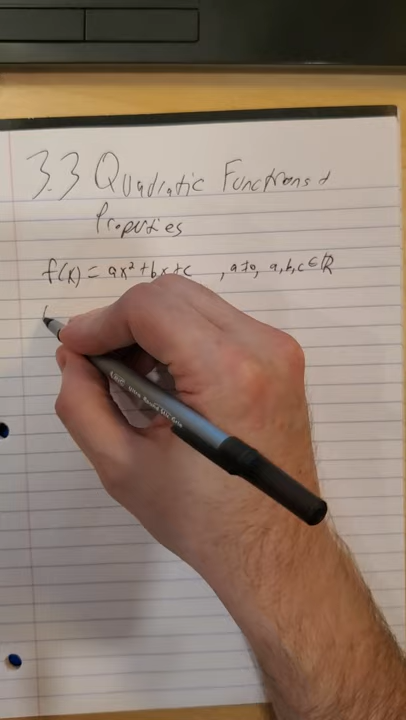 3.3 Quadratic Functions +
Properties
f(x) = ax² + bx + c , a≠0, a,b,c ∈ ℝ